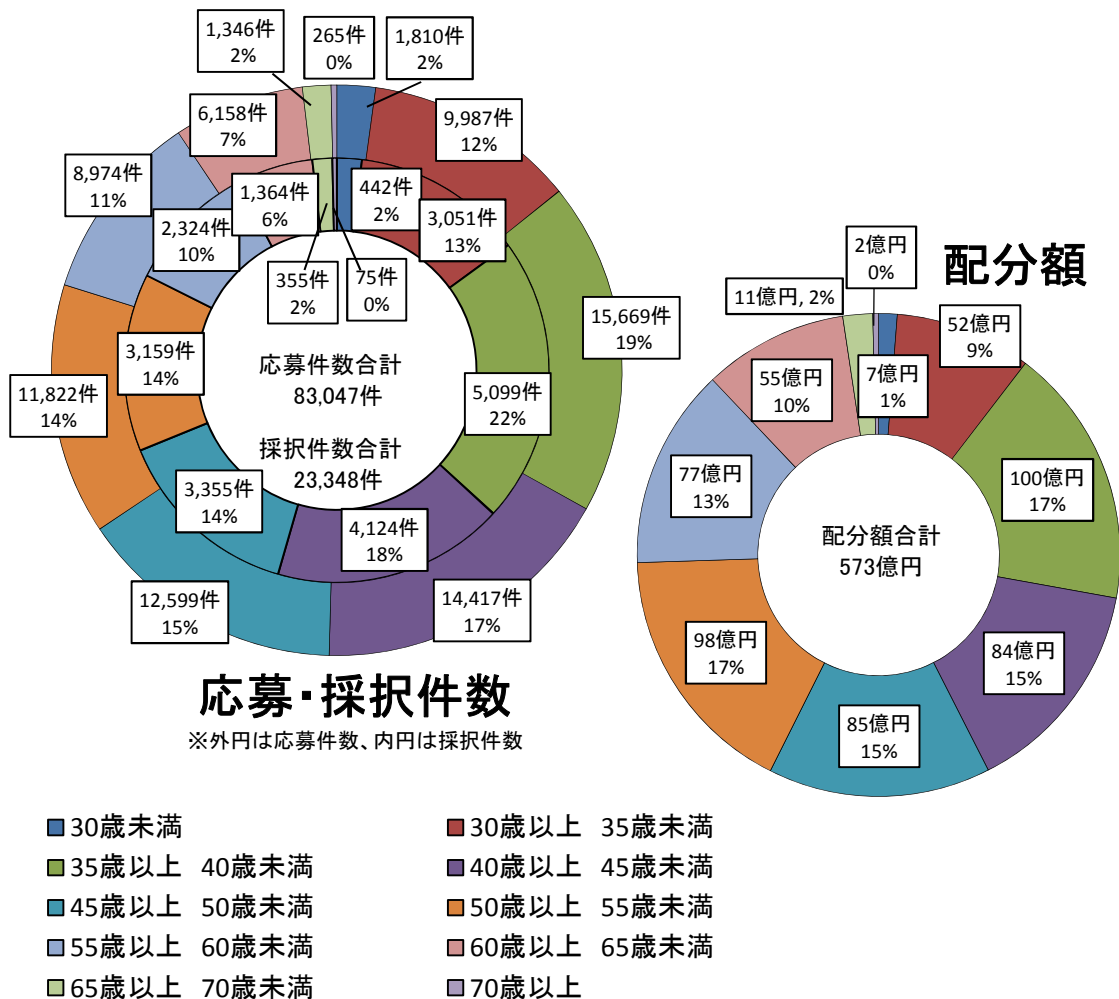 1,346件
2%
265件
0%
1,810件
2%
6,158件
7%
9,987件
12%
8,974件
11%
1,364件
6%
442件
2%
3,051件
13%
2,324件
10%
355件
2%
75件
0%
15,669件
19%
3,159件
14%
応募件数合計
83,047件
5,099件
22%
11,822件
14%
採択件数合計
23,348件
3,355件
14%
4,124件
18%
12,599件
15%
14,417件
17%
応募・採択件数
※外円は応募件数、内円は採択件数
配分額
2億円
0%
11億円, 2%
52億円
9%
7億円
1%
55億円
10%
77億円
13%
100億円
17%
配分額合計
573億円
98億円
17%
84億円
15%
85億円
15%
30歳未満
30歳以上 35歳未満
35歳以上 40歳未満
40歳以上 45歳未満
45歳以上 50歳未満
50歳以上 55歳未満
55歳以上 60歳未満
60歳以上 65歳未満
65歳以上 70歳未満
70歳以上